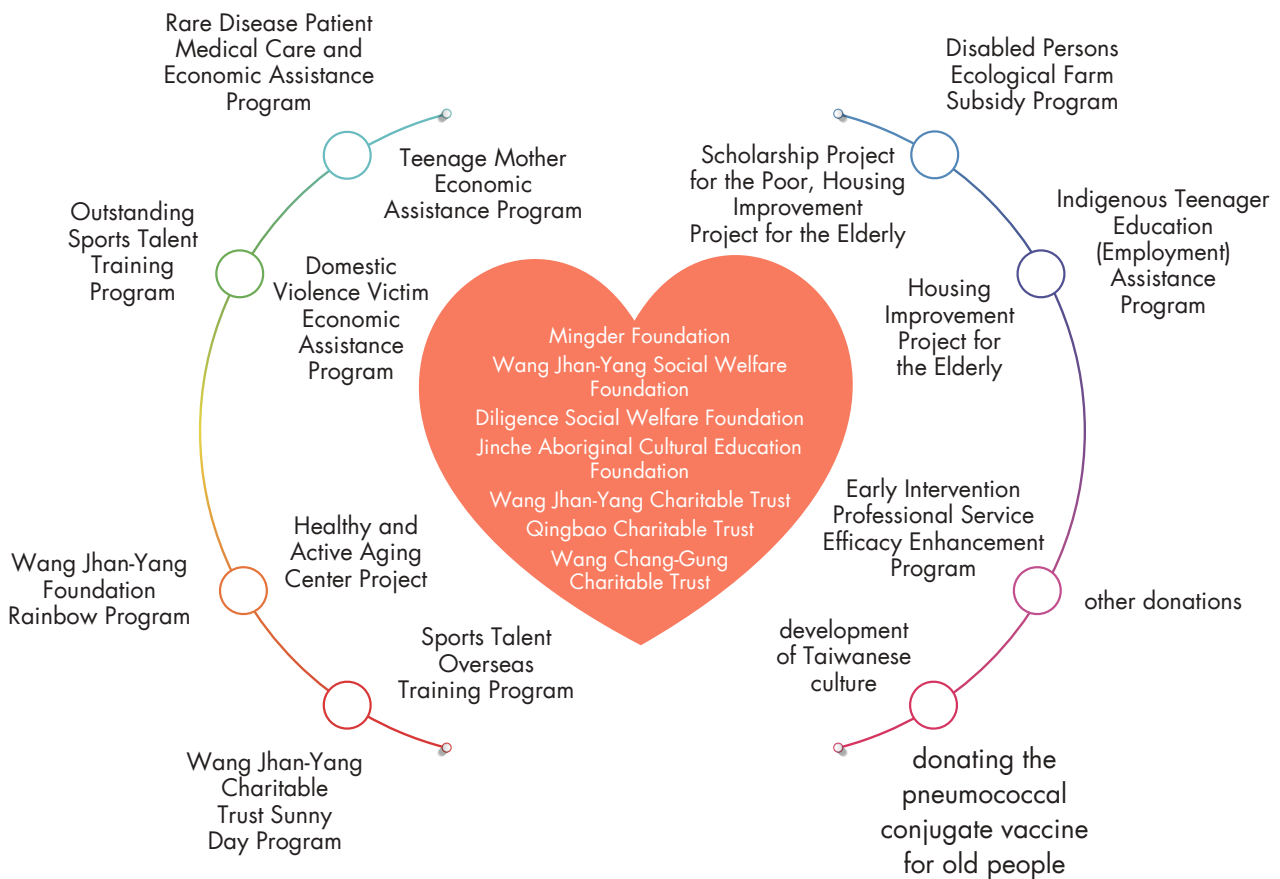 Rare Disease Patient
Medical Care and
Economic Assistance
Program
Teenage Mother
Economic
Assistance Program
Outstanding
Sports Talent
Training
Program
Domestic
Violence Victim
Economic
Assistance
Program
Healthy and
Active Aging
Center Project
Wang Jhan-Yang
Foundation
Rainbow Program
Sports Talent
Overseas
Training Program
Wang Jhan-Yang
Charitable
Trust Sunny
Day Program
Mingder Foundation
Wang Jhan-Yang Social Welfare
Foundation
Diligence Social Welfare Foundation
Jinche Aboriginal Cultural Education
Foundation
Wang Jhan-Yang Charitable Trust
Qingbao Charitable Trust
Wang Chang-Gung
Charitable Trust
Disabled Persons
Ecological Farm
Subsidy Program
Scholarship Project
for the Poor, Housing
Improvement
Project for the Elderly
Indigenous Teenager
Education
(Employment)
Assistance
Program
Housing
Improvement
Project for
the Elderly
Early Intervention
Professional Service
Efficacy Enhancement
Program
other donations
development
of Taiwanese
culture
donating the
pneumococcal
conjugate vaccine
for old people